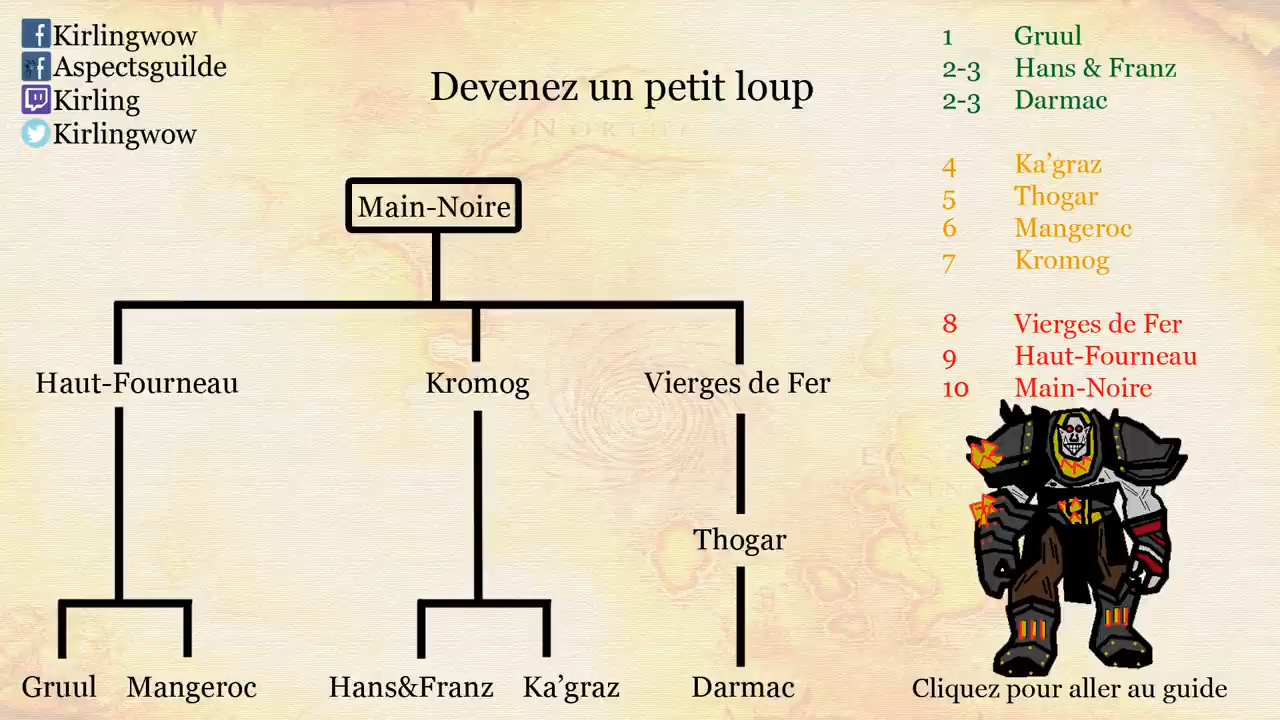 Kirlingwow
Aspectsguilde
Kirling
Kirlingwow
Devenez un petit loup
1 Gruul
2-3 Hans & Franz
2-3 Darmac
4 Ka'graz
5 Thogar
6 Mangeroc
7 Kromog
8 Vierges de Fer
9 Haut-Fourneau
10 Main-Noire
Main-Noire
Haut-Fourneau Kromog Vierges de Fer
Thogar
Gruul Mangeroc Hans&Franz Ka'graz Darmac
Cliquez pour aller au guide